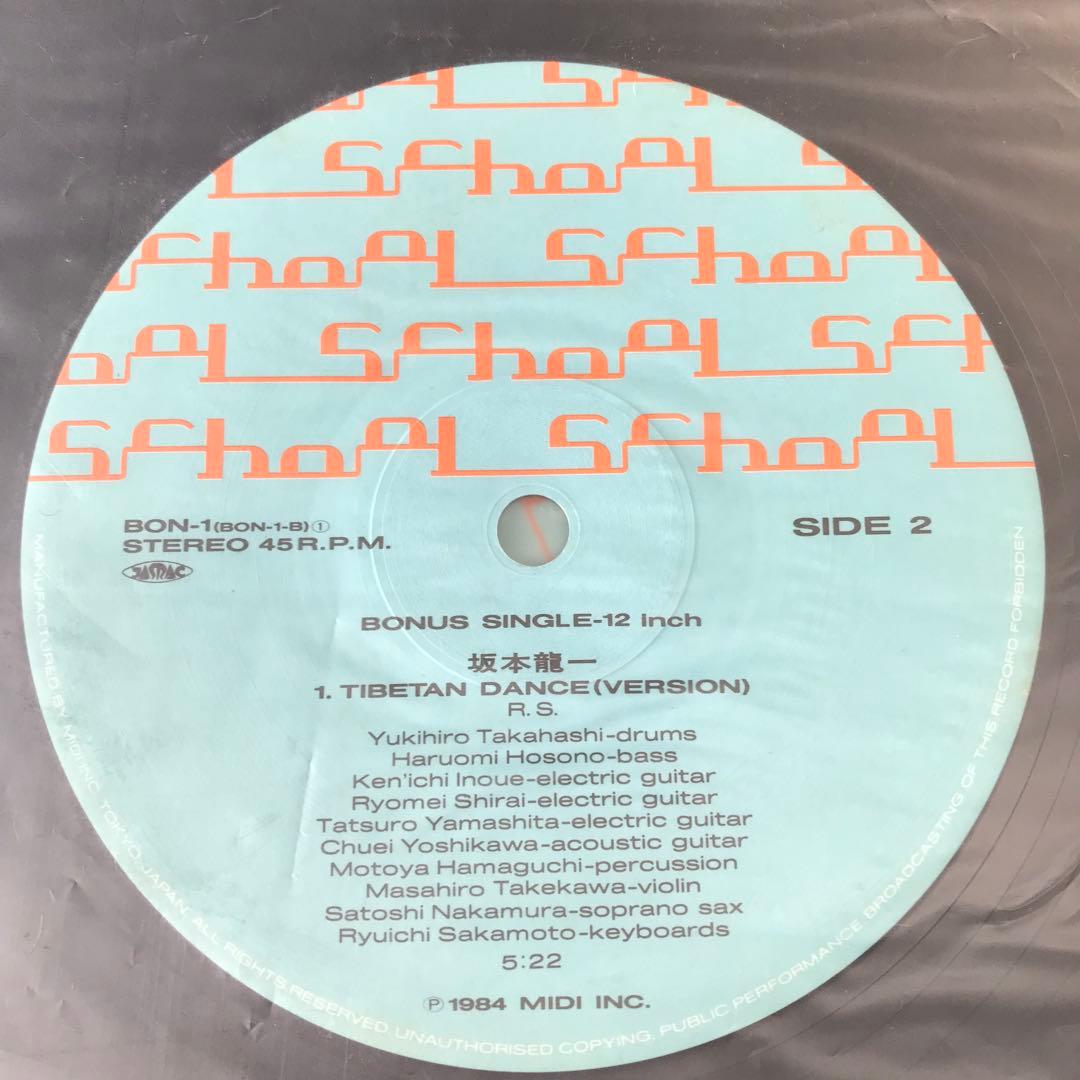 School
School School
School School
ool School Sch
School School
BON-1(BON-1-B)①
STEREO 45R.P.M.
JASRAC
SIDE 2
BONUS SINGLE-12 inch
坂本龍一
1. TIBETAN DANCE(VERSION)
R.S.
Yukihiro Takahashi-drums
Haruomi Hosono-bass
Ken'ichi Inoue-electric guitar
Ryomei Shirai-electric guitar
Tatsuro Yamashita-electric guitar
Chuei Yoshikawa-acoustic guitar
Motoya Hamaguchi-percussion
Masahiro Takekawa-violin
Satoshi Nakamura-soprano sax
Ryuichi Sakamoto-keyboards
5:22
Ⓟ 1984 MIDI INC.
MAKUFACTURED BY MIDI INC. TOKYO, JAPAN. ALL RIGHTS RESERVED. UNAUTHORISED COPYING, PUBLIC PERFORMANCE BROADCASTING OF THIS RECORD FORBIDDEN